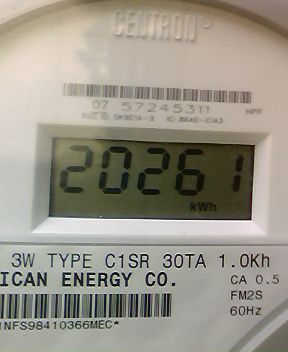 CENTRON®
07 57245311
20261
kWh
3W TYPE C1SR 30TA 1.0Kh
ICAN ENERGY CO.
CA 0.5
FM2S
60Hz
NFS98410366MEC*